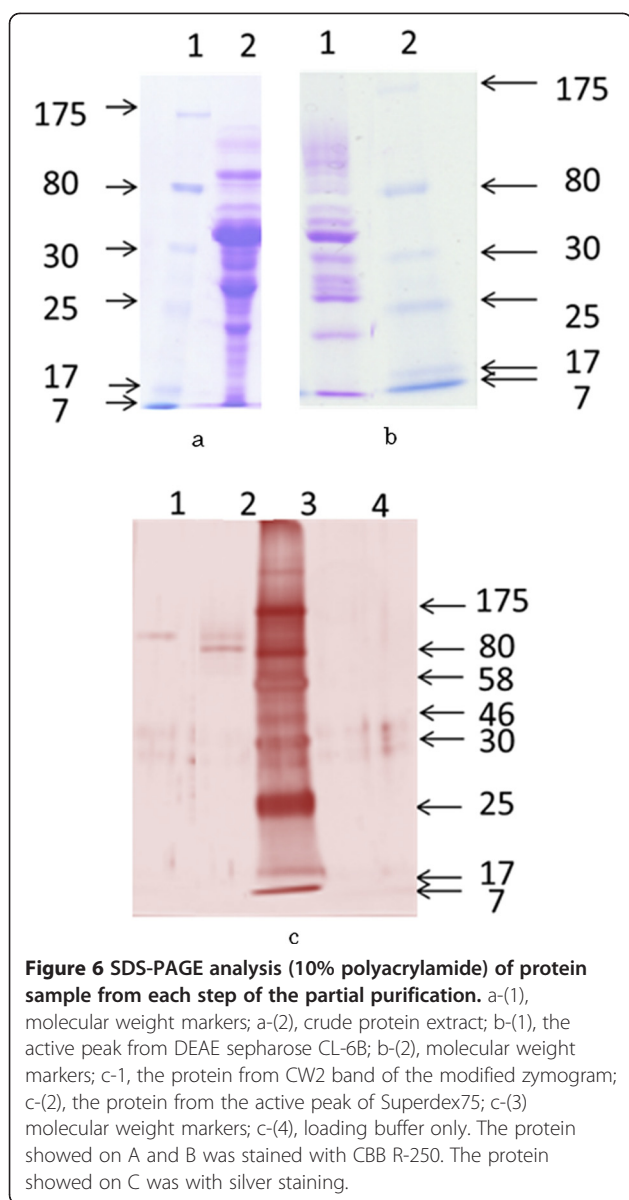 1 2
175
80
30
25
17
7
a
1 2
175
80
30
25
17
7
b
1 2 3 4
175
80
58
46
30
25
17
7
c
Figure 6 SDS-PAGE analysis (10% polyacrylamide) of protein
sample from each step of the partial purification. a-(1),
molecular weight markers; a-(2), crude protein extract; b-(1), the
active peak from DEAE sepharose CL-6B; b-(2), molecular weight
markers; c-1, the protein from CW2 band of the modified zymogram;
c-(2), the protein from the active peak of Superdex75; c-(3)
molecular weight markers; c-(4), loading buffer only. The protein
showed on A and B was stained with CBB R-250. The protein
showed on C was with silver staining.